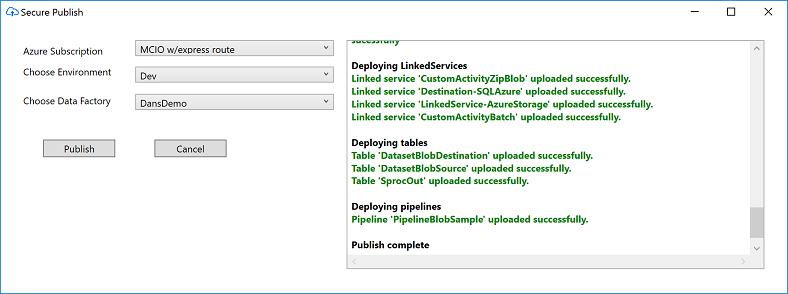 Secure Publish
Azure Subscription
MCIO w/express route
Choose Environment
Dev
Choose Data Factory
DansDemo
Publish
Cancel
sucessfully
Deploying LinkedServices
Linked service 'CustomActivityZipBlob' uploaded successfully.
Linked service 'Destination-SQLAzure' uploaded successfully.
Linked service 'LinkedService-AzureStorage' uploaded successfully.
Linked service 'CustomActivityBatch' uploaded successfully.
Deploying tables
Table 'DatasetBlobDestination' uploaded successfully.
Table 'DatasetBlobSource' uploaded successfully.
Table 'SprocOut' uploaded successfully.
Deploying pipelines
Pipeline 'PipelineBlobSample' uploaded successfully.
Publish complete